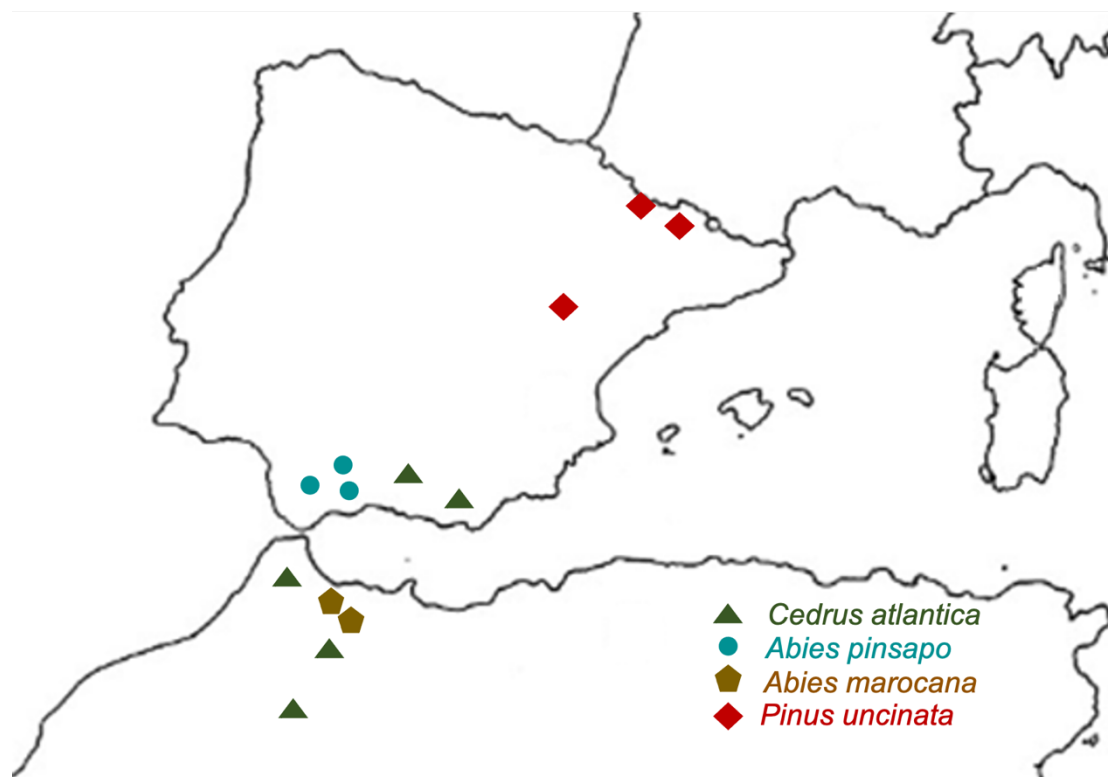 Cedrus atlantica
Abies pinsapo
Abies marocana
Pinus uncinata